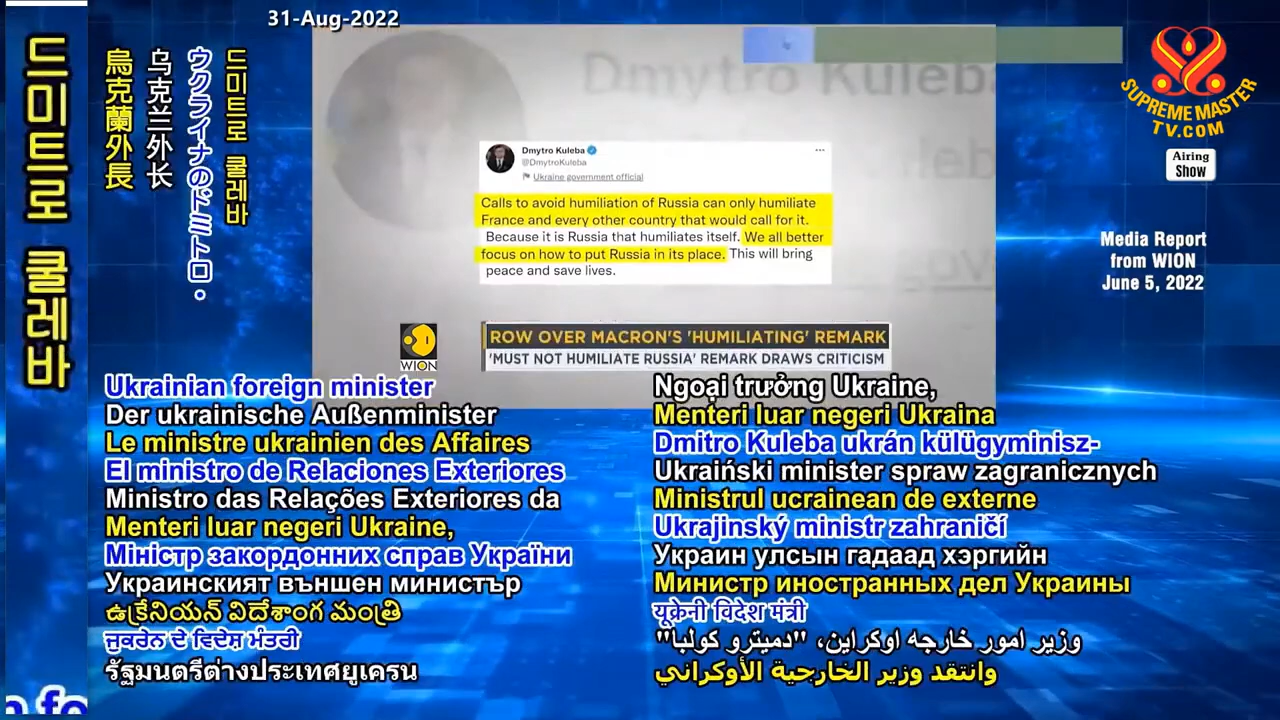 31-Aug-2022
드미트로 쿨레바
烏克蘭外長
乌克兰外长
ウクライナのドミトロ・
드미트로 쿨레바
Dmytro Kuleba
Dmytro Kuleba
@DmytroKuleba
Ukraine government official
Calls to avoid humiliation of Russia can only humiliate
France and every other country that would call for it.
Because it is Russia that humiliates itself. We all better
focus on how to put Russia in its place. This will bring
peace and save lives.
WION
ROW OVER MACRON'S 'HUMILIATING' REMARK
'MUST NOT HUMILIATE RUSSIA' REMARK DRAWS CRITICISM
SUPREME MASTER
TV.COM
Airing
Show
Media Report
from WION
June 5, 2022
Ukrainian foreign minister
Der ukrainische Außenminister
Le ministre ukrainien des Affaires
El ministro de Relaciones Exteriores
Ministro das Relações Exteriores da
Menteri luar negeri Ukraine,
Міністр закордонних справ України
Украинският външен министър
ఉక్రేనియన్ విదేశాంగ మంత్రి
ਯੂਕਰੇਨ ਦੇ ਵਿਦੇਸ਼ ਮੰਤਰੀ
รัฐมนตรีต่างประเทศยูเครน
Ngoại trưởng Ukraine,
Menteri luar negeri Ukraina
Dmitro Kuleba ukrán külügyminisz-
Ukraiński minister spraw zagranicznych
Ministrul ucrainean de externe
Ukrajinský ministr zahraničí
Украин улсын гадаад хэргийн
Министр иностранных дел Украины
यूक्रेनी विदेश मंत्री
وزیر امور خارجه اوکراین، "دمیترو کولبا"
وانتقد وزير الخارجية الأوكراني